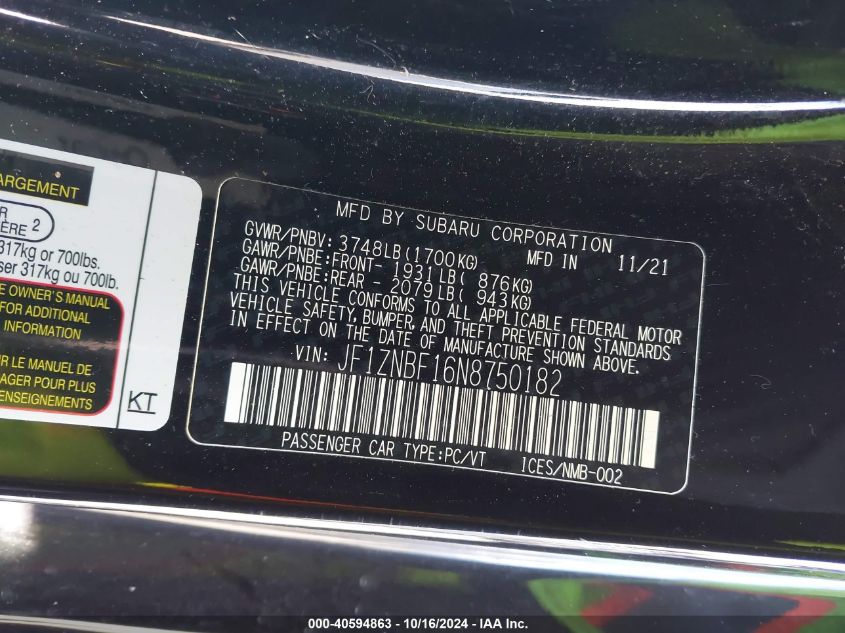 ARGEMENT
R
IÈRE 2
317kg or 700lbs.
ser 317kg ou 700lb.
E OWNER'S MANUAL
FOR ADDITIONAL
INFORMATION
R LE MANUEL DE
AGER POUR PLUS
ENSEIGNEMENTS
KT
MFD BY SUBARU CORPORATION
GVWR/PNBV: 3748LB(1700KG) MFD IN 11/21
GAWR/PNBE:FRONT- 1931LB( 876KG)
GAWR/PNBE:REAR - 2079LB( 943KG)
THIS VEHICLE CONFORMS TO ALL APPLICABLE FEDERAL MOTOR
VEHICLE SAFETY, BUMPER, AND THEFT PREVENTION STANDARDS
IN EFFECT ON THE DATE OF MANUFACTURE SHOWN ABOVE.
VIN: JF1ZNBF16N8750182
PASSENGER CAR TYPE:PC/VT ICES/NMB-002
000-40594863 - 10/16/2024 - IAA Inc.